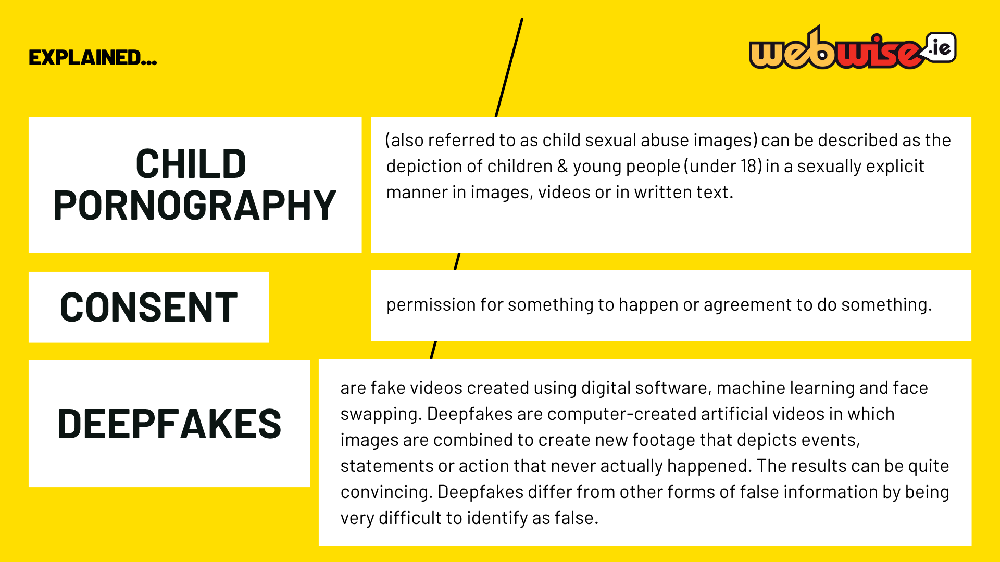 EXPLAINED...
webwise.ie
CHILD
PORNOGRAPHY
(also referred to as child sexual abuse images) can be described as the
depiction of children & young people (under 18) in a sexually explicit
manner in images, videos or in written text.
CONSENT
permission for something to happen or agreement to do something.
DEEPFAKES
are fake videos created using digital software, machine learning and face
swapping. Deepfakes are computer-created artificial videos in which
images are combined to create new footage that depicts events,
statements or action that never actually happened. The results can be quite
convincing. Deepfakes differ from other forms of false information by being
very difficult to identify as false.